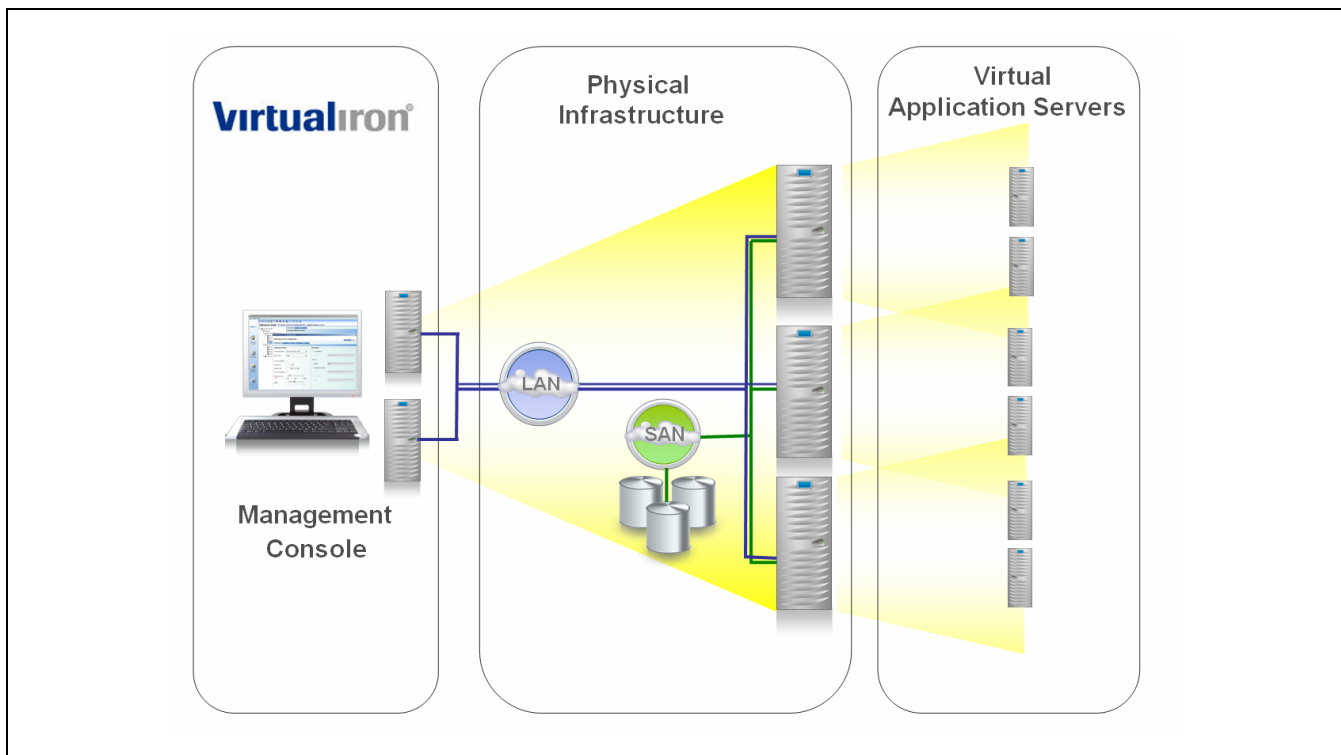 Virtualiron®
Management
Console
Physical
Infrastructure
LAN
SAN
Virtual
Application Servers